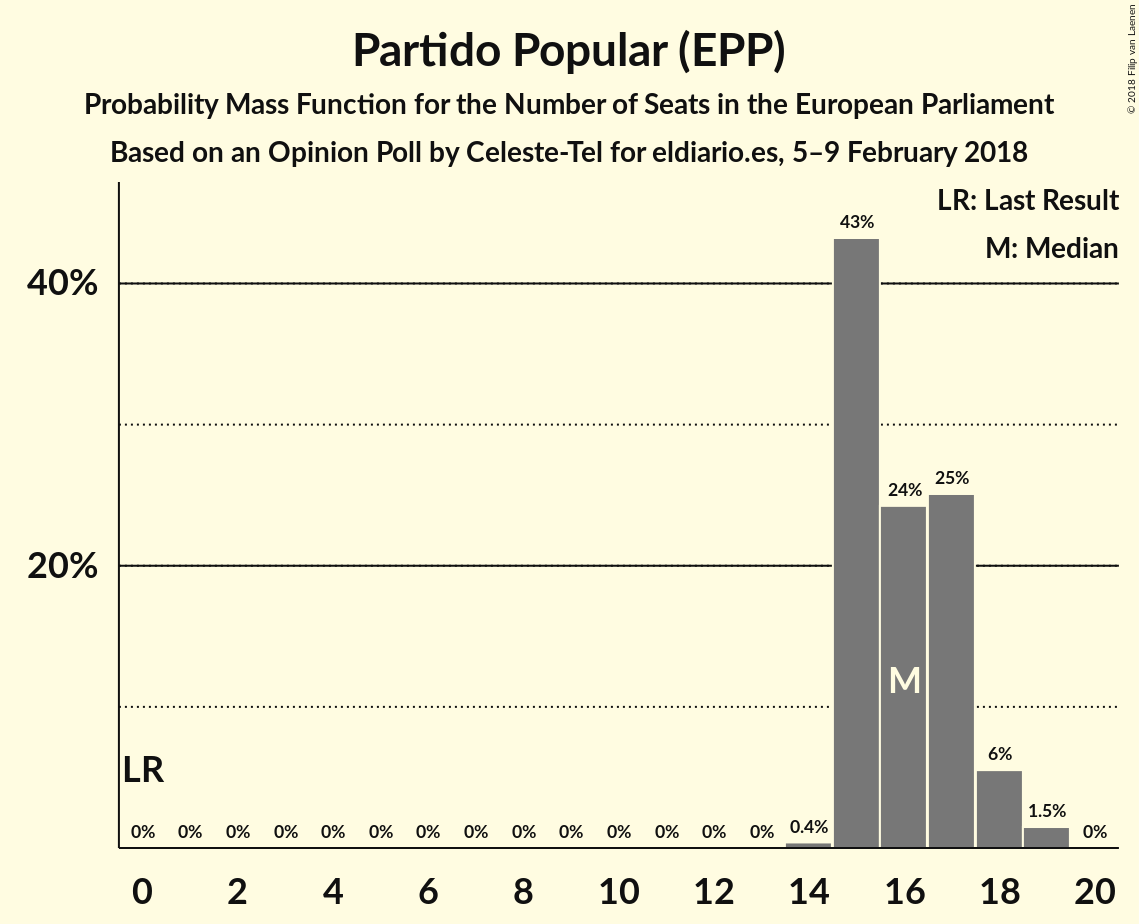 Partido Popular (EPP)
Probability Mass Function for the Number of Seats in the European Parliament
Based on an Opinion Poll by Celeste-Tel for eldiario.es, 5–9 February 2018
© 2018 Filip van Laenen
LR: Last Result
M: Median
40%
20%
43%
24%
25%
M
LR
0% 0% 0% 0% 0% 0% 0% 0% 0% 0% 0% 0% 0% 0% 0.4% 6% 1.5% 0%
0 2 4 6 8 10 12 14 16 18 20